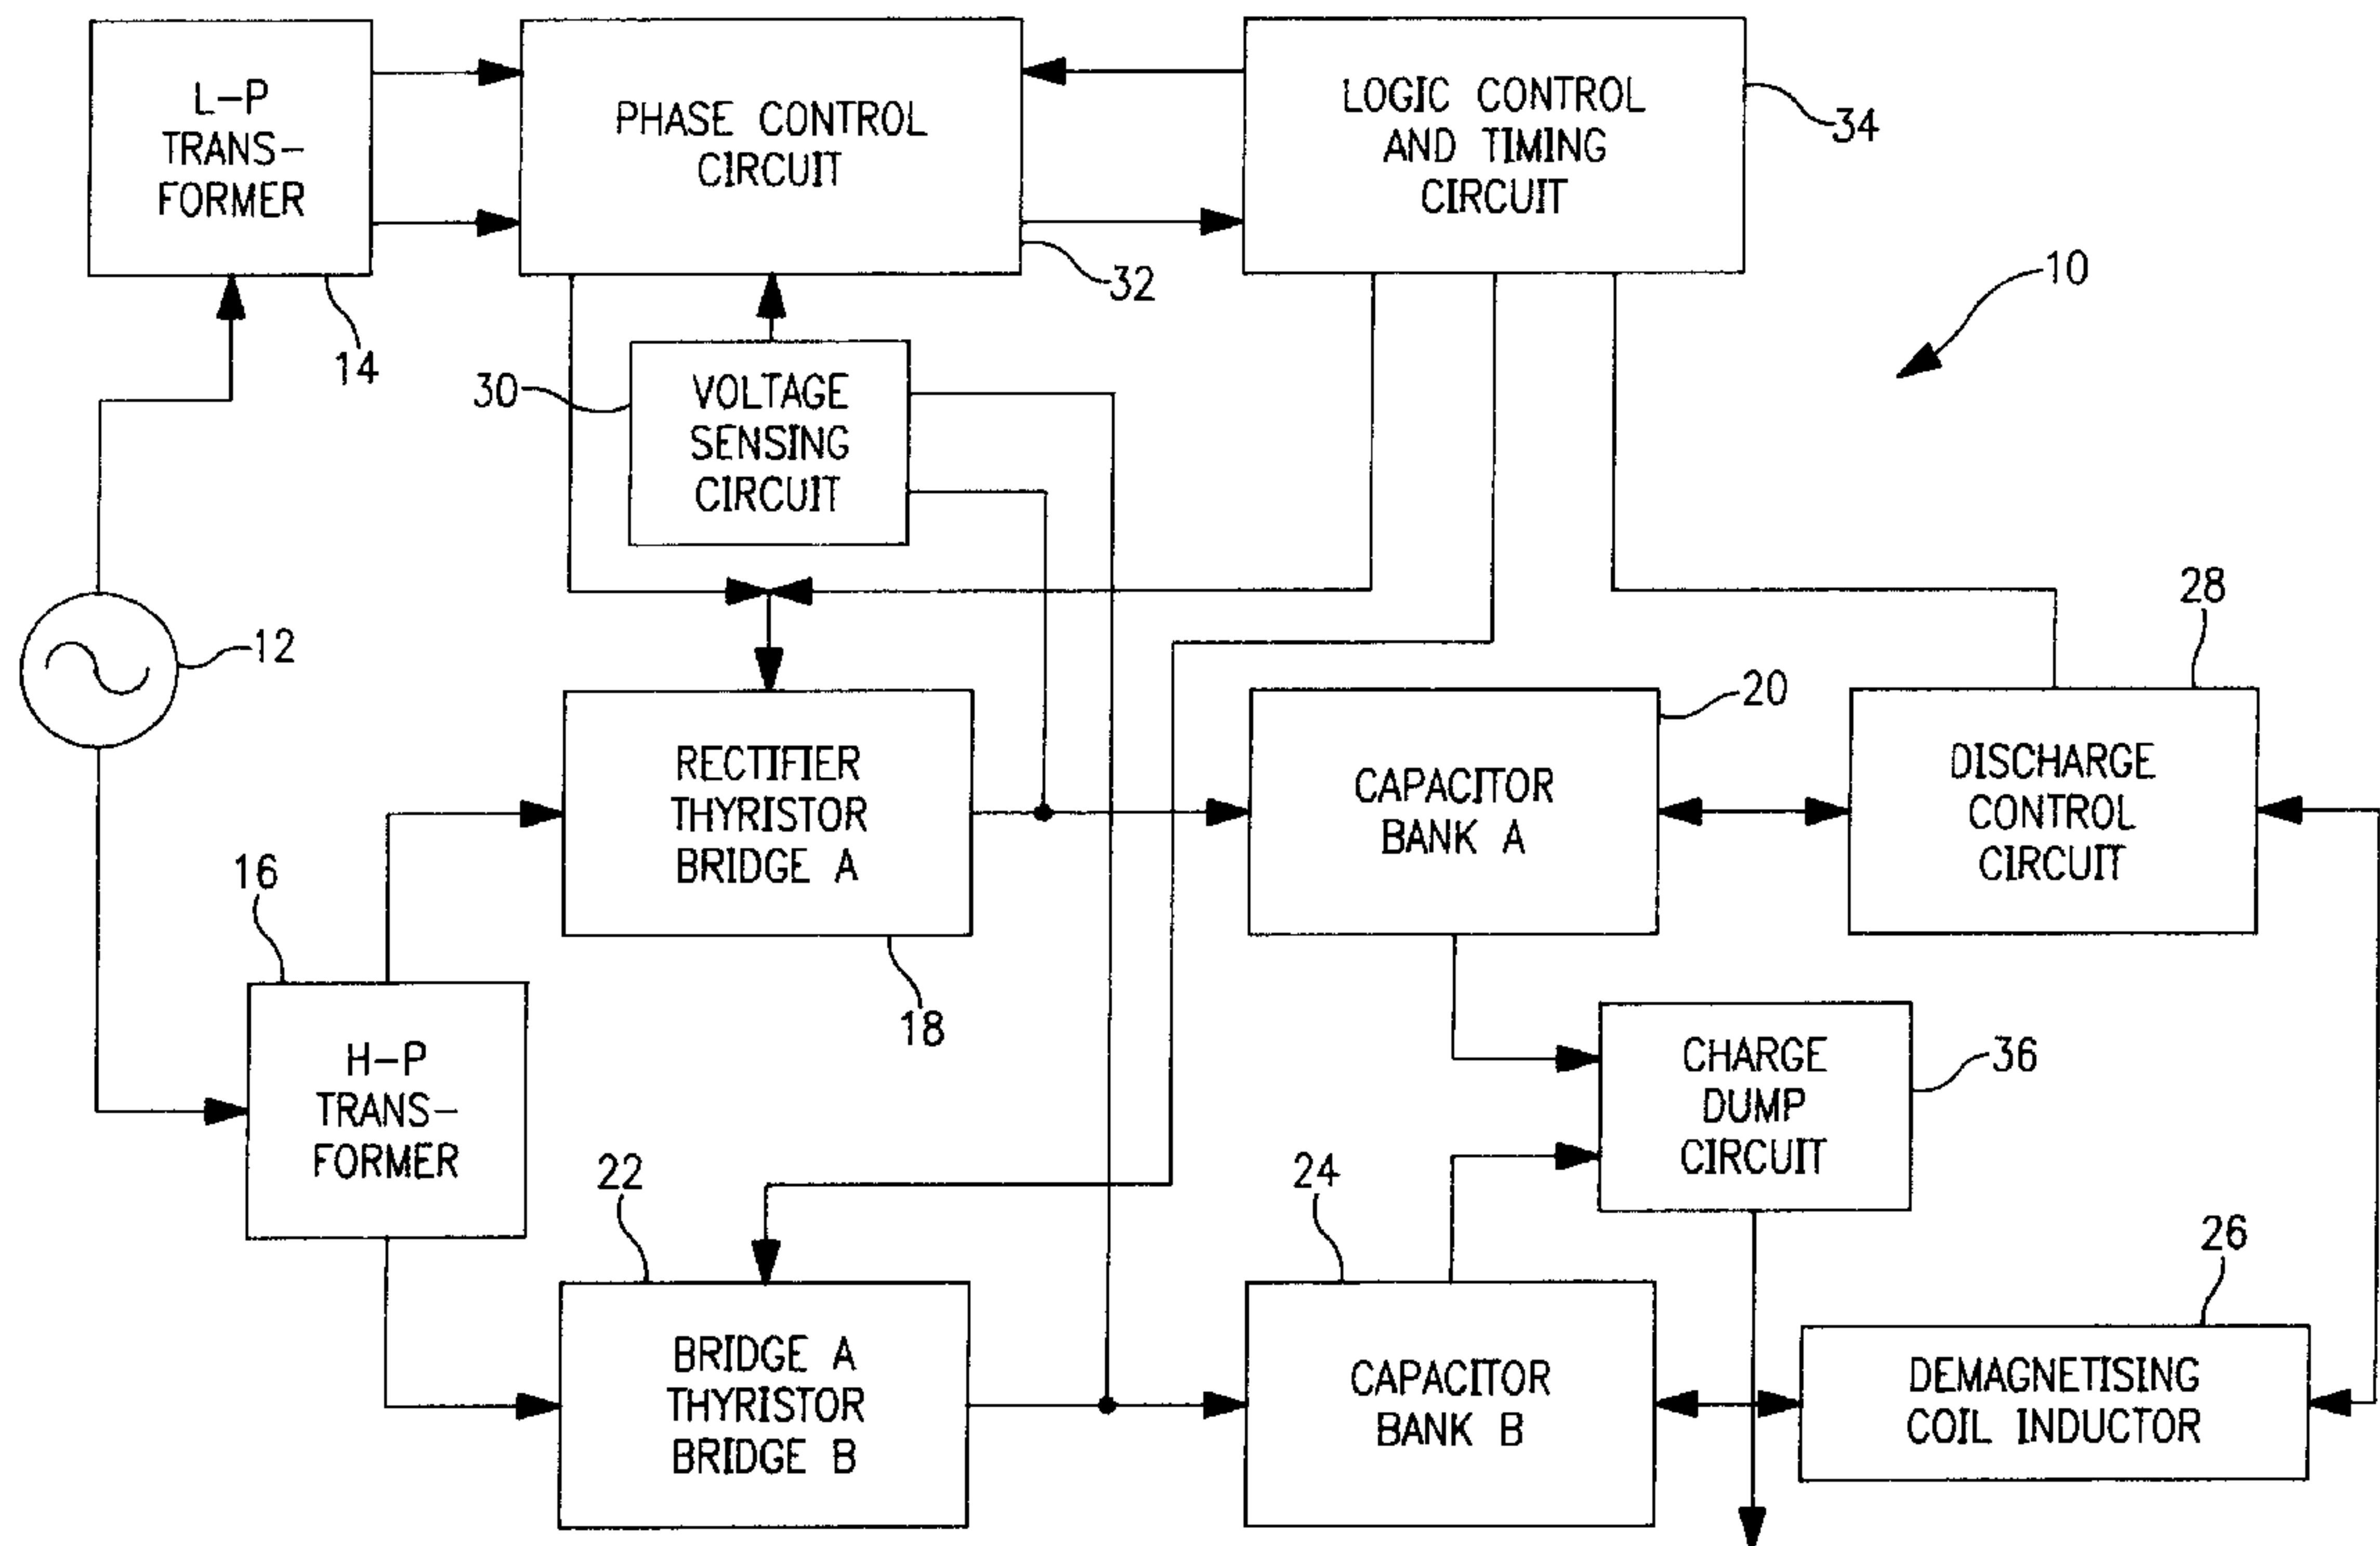 L-P
TRANS-
FORMER
14
PHASE CONTROL
CIRCUIT
32
LOGIC CONTROL
AND TIMING
CIRCUIT
34
10
30
VOLTAGE
SENSING
CIRCUIT
12
RECTIFIER
THYRISTOR
BRIDGE A
18
CAPACITOR
BANK A
20
DISCHARGE
CONTROL
CIRCUIT
28
16
H-P
TRANS-
FORMER
CHARGE
DUMP
CIRCUIT
36
22
BRIDGE A
THYRISTOR
BRIDGE B
24
CAPACITOR
BANK B
26
DEMAGNETISING
COIL INDUCTOR